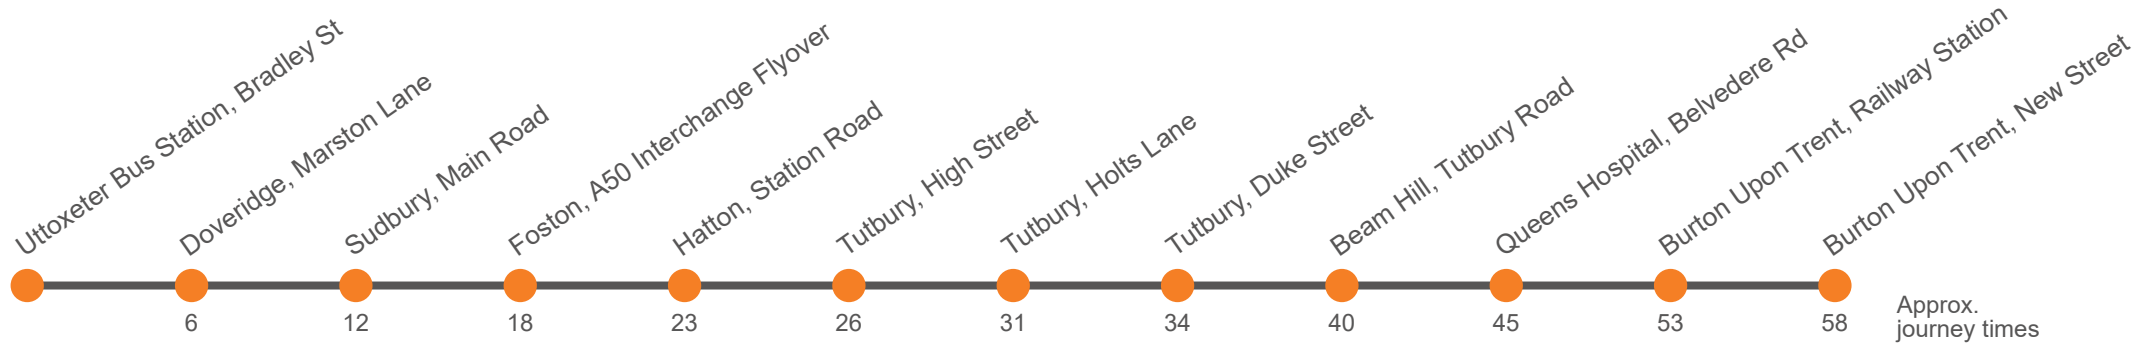 Uttoxeter Bus Station, Bradley St
Doveridge, Marston Lane
Sudbury, Main Road
Foston, A50 Interchange Flyover
Hatton, Station Road
Tutbury, High Street
Tutbury, Holts Lane
Tutbury, Duke Street
Beam Hill, Tutbury Road
Queens Hospital, Belvedere Rd
Burton Upon Trent, Railway Station
Burton Upon Trent, New Street
6 12 18 23 26 31 34 40 45 53 58
Approx.
journey times